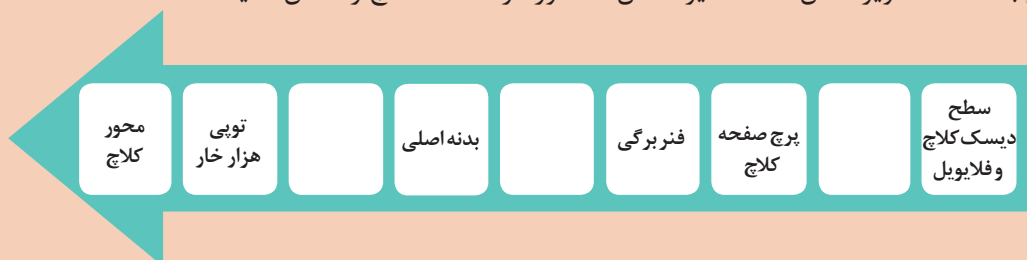 سطح
دیسک کلاچ
و فلایویل
پرچ صفحه
کلاچ
فنر برگی
بدنه اصلی
توپی
هزار خار
محور
کلاچ